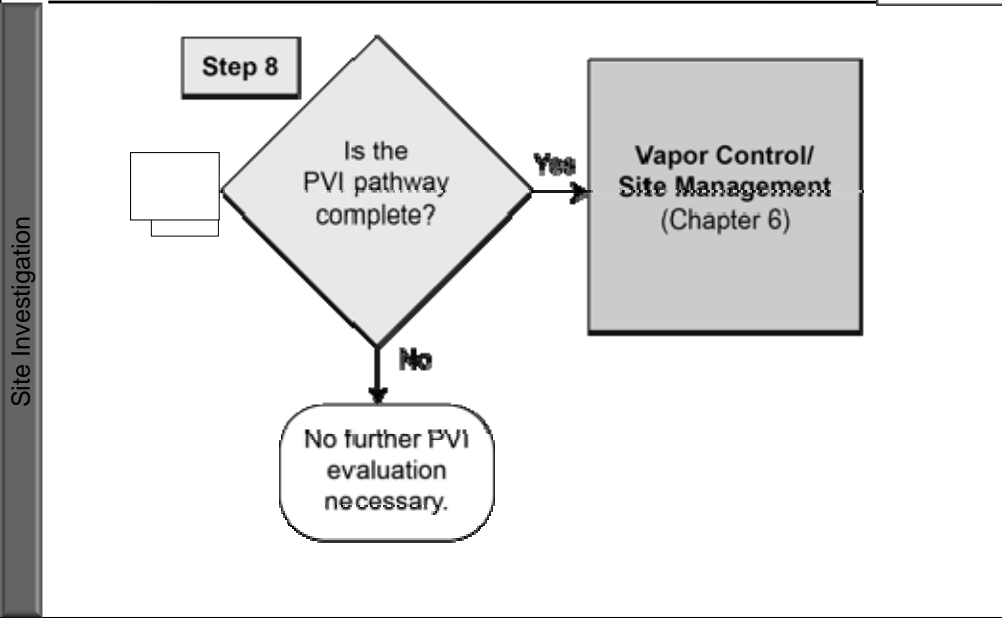 Step 8
Is the
PVI pathway
complete?
Yes
Vapor Control/
Site Management
(Chapter 6)
No
No further PVI
evaluation
necessary.
Site Investigation